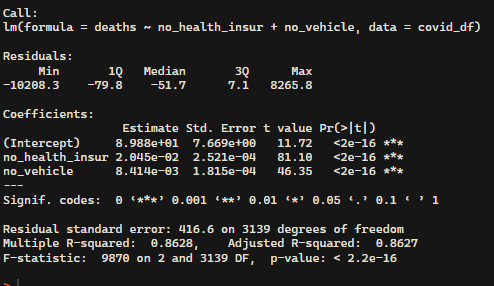 Call:
lm(formula = deaths ~ no_health_insur + no_vehicle, data = covid_df)

Residuals:
     Min       1Q   Median       3Q      Max
-10208.3    -79.8    -51.7      7.1   8265.8

Coefficients:
                 Estimate Std. Error t value Pr(>|t|)
(Intercept)     8.988e+01  7.669e+00   11.72   <2e-16 ***
no_health_insur 2.045e-02  2.521e-04   81.10   <2e-16 ***
no_vehicle      8.414e-03  1.815e-04   46.35   <2e-16 ***
---
Signif. codes:  0 ‘***’ 0.001 ‘**’ 0.01 ‘*’ 0.05 ‘.’ 0.1 ‘ ’ 1

Residual standard error: 416.6 on 3139 degrees of freedom
Multiple R-squared:  0.8628,    Adjusted R-squared:  0.8627
F-statistic:  9870 on 2 and 3139 DF,  p-value: < 2.2e-16

>